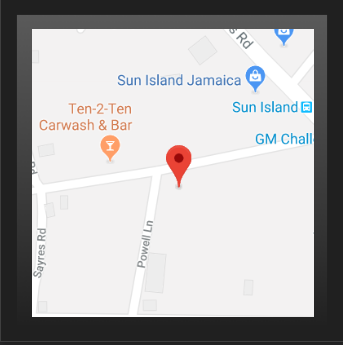 es Rd
Sun Island Jamaica
Sun Island
Ten-2-Ten
Carwash & Bar
GM Chall
Rd
Sayres Rd
Powell Ln